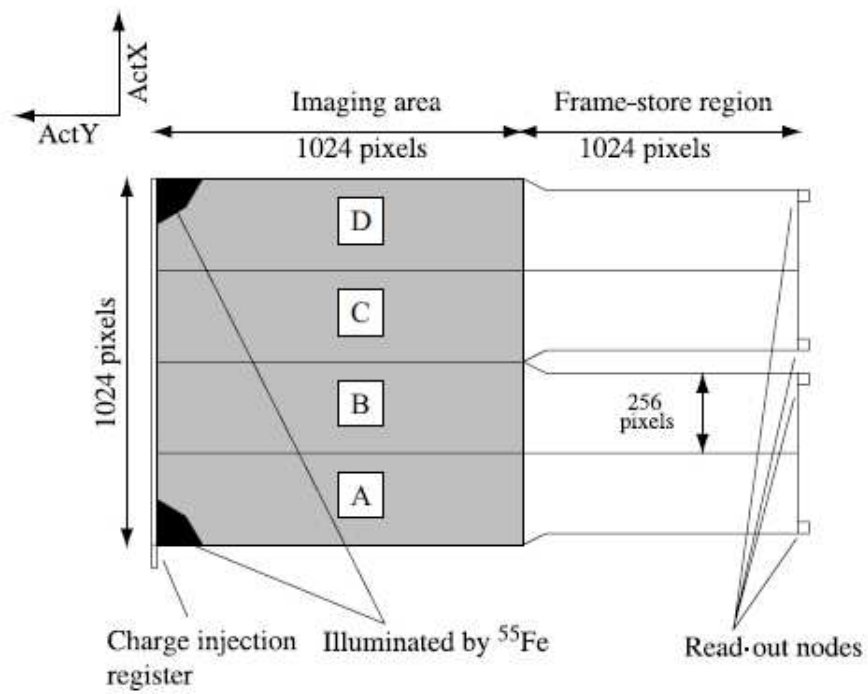 ActX
ActY
Imaging area
Frame-store region
1024 pixels
1024 pixels
1024 pixels
D
C
B
A
256
pixels
Charge injection
register
Illuminated by ⁵⁵Fe
Read-out nodes